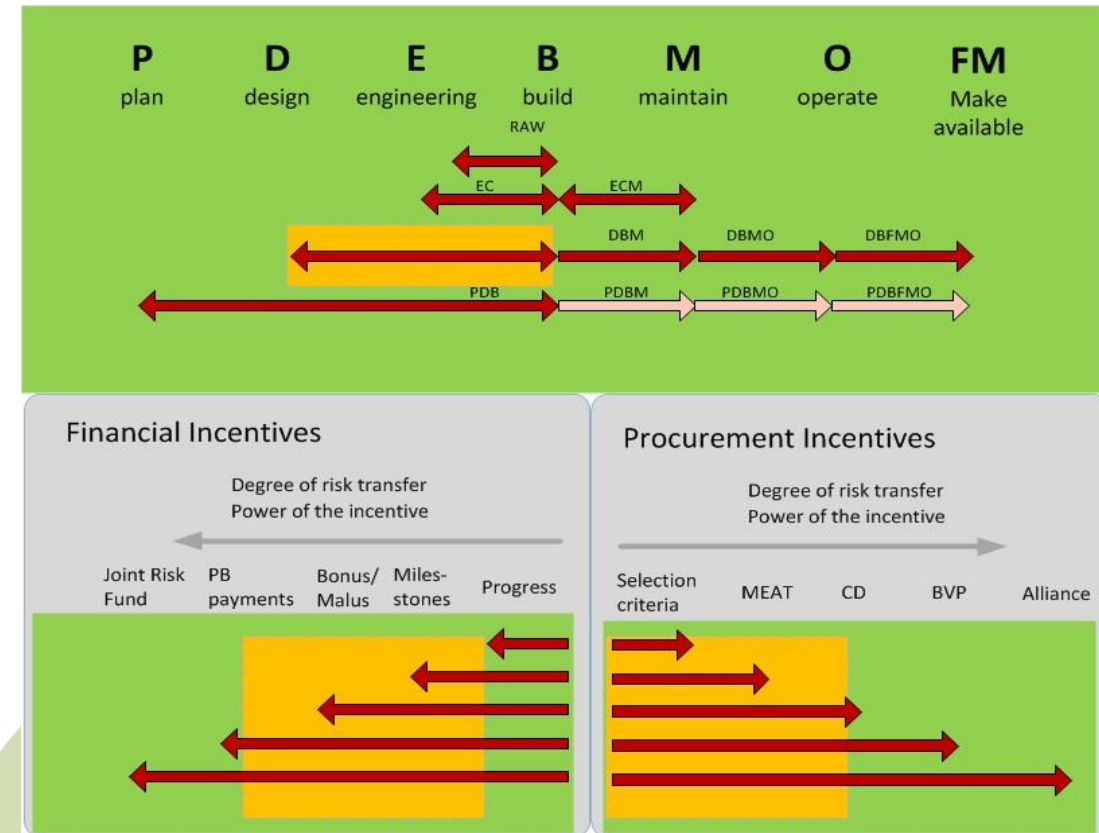 P D E B M O FM
plan design engineering build maintain operate Make
available
RAW
EC ECM
DBM DBMO DBFMO
PDB PDBM PDBMO PDBFMO
Financial Incentives
Degree of risk transfer
Power of the incentive
Joint Risk PB Bonus/ Miles- Progress
Fund payments Malus stones
Procurement Incentives
Degree of risk transfer
Power of the incentive
Selection MEAT CD BVP Alliance
criteria